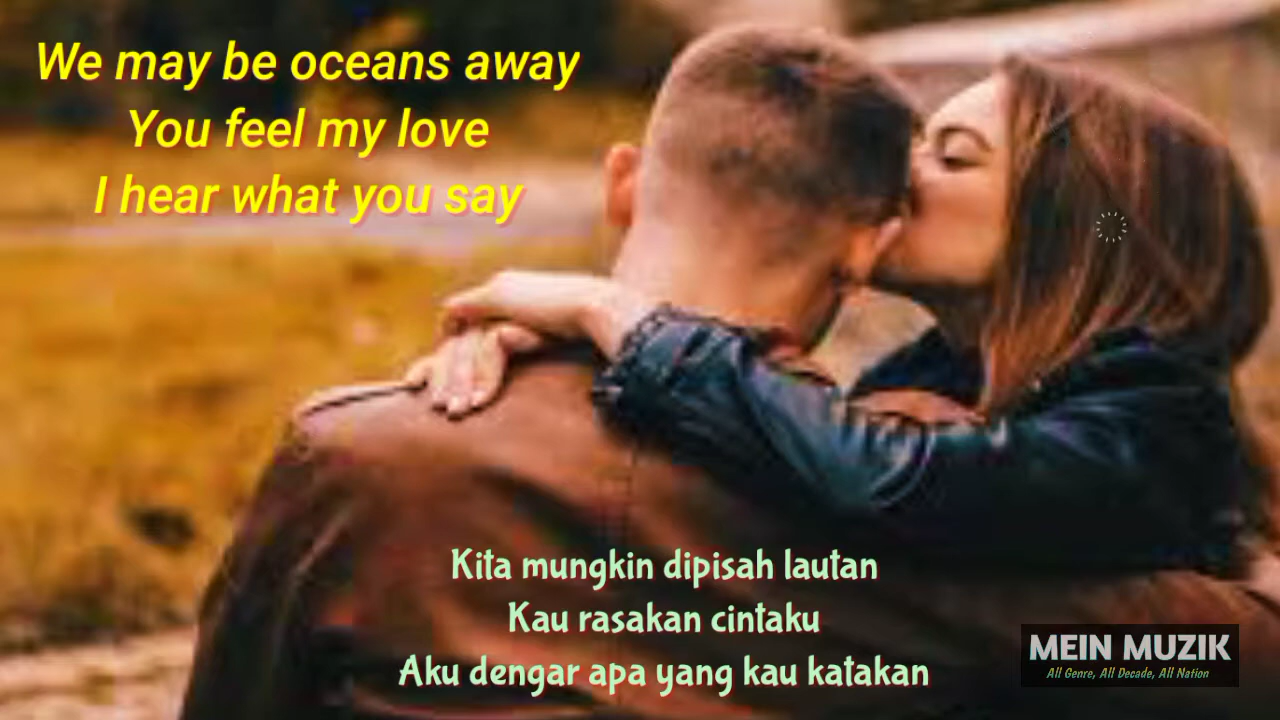 We may be oceans away
You feel my love
I hear what you say
Kita mungkin dipisah lautan
Kau rasakan cintaku
Aku dengar apa yang kau katakan
MEIN MUZIK
All Genre, All Decade, All Nation